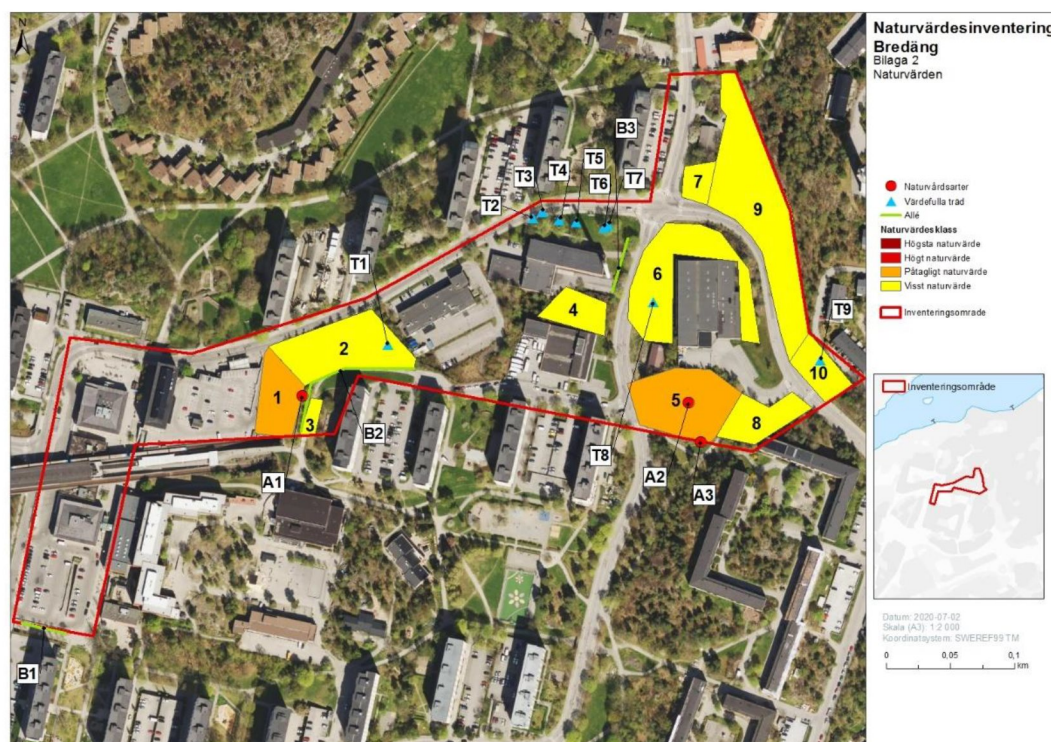 Naturvärdesinventering
Bredäng
Bilaga 2
Naturvärden
Naturvårdsarter
Värdefulla träd
Allé
Naturvärdesklass
Högsta naturvärde
Högt naturvärde
Påtagligt naturvärde
Visst naturvärde
Inventeringsområde
Inventeringsområde
Datum: 2020-07-02
Skala (A3): 1:2 000
Koordinatsystem: SWEREF99 TM
0 0,05 0,1
km
N
B3
T5
T4
T3
T6
T7
T2
T1
7
9
6
4
2
T9
10
1
5
3
8
B2
T8
A1
A2
A3
B1